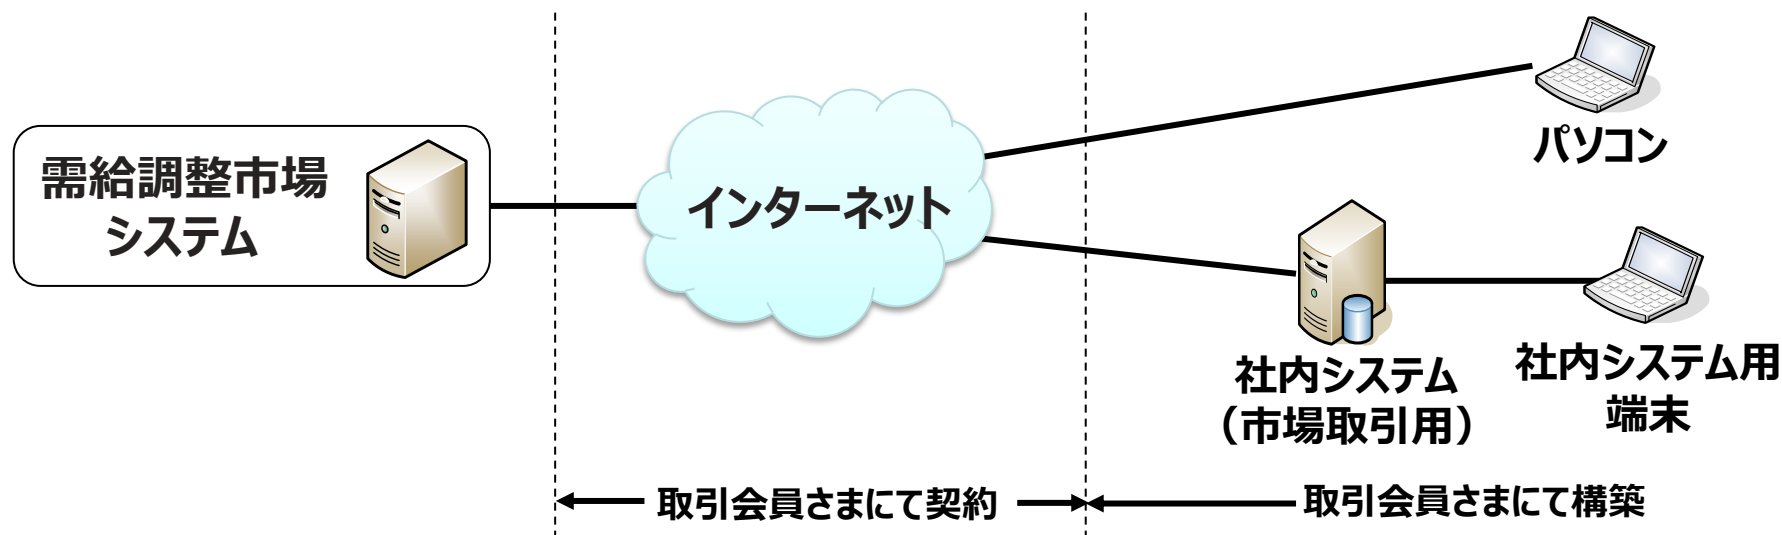 需給調整市場
システム
インターネット
パソコン
社内システム
（市場取引用）
社内システム用
端末
取引会員さまにて契約
取引会員さまにて構築